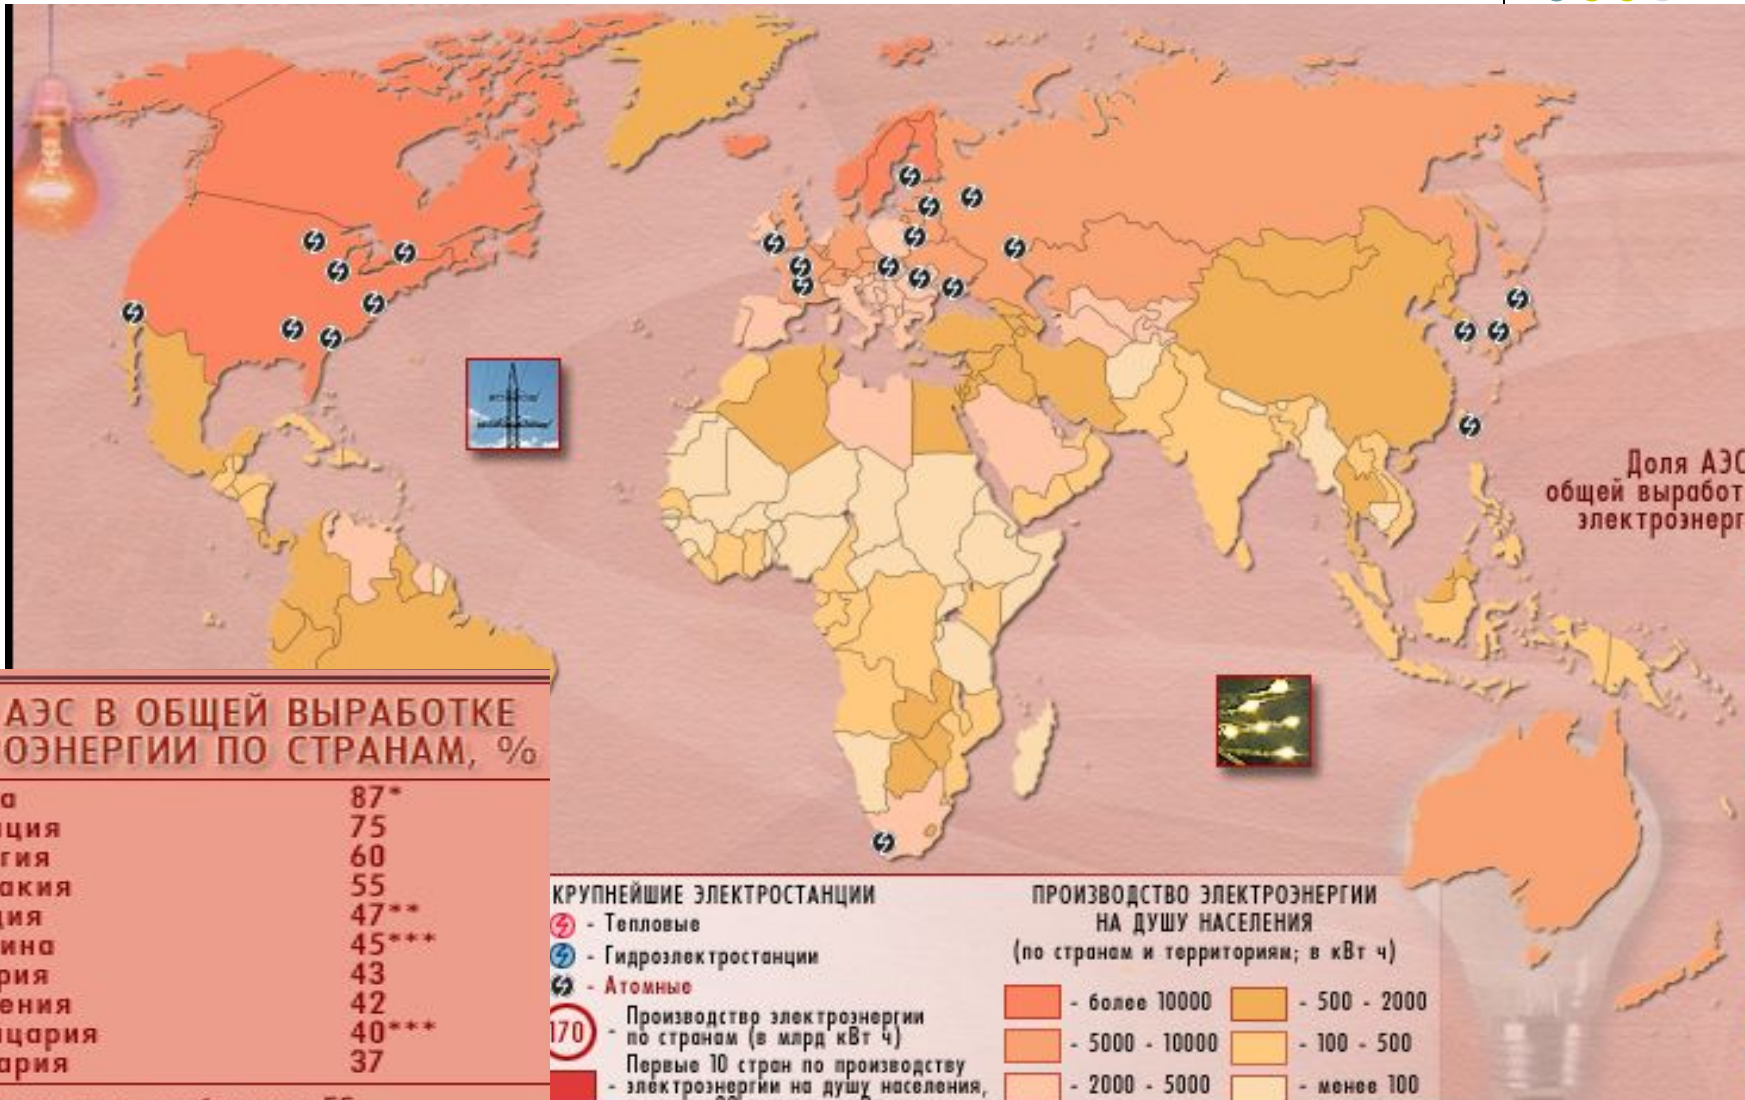 Доля АЭС
общей выработ
электроэнерг
АЭС В ОБЩЕЙ ВЫРАБОТКЕ
ОЭНЕРГИИ ПО СТРАНАМ, %
а 87*
ция 75
гия 60
акия 55
ция 47**
ина 45***
рия 43
ения 42
цария 40***
ария 37
КРУПНЕЙШИЕ ЭЛЕКТРОСТАНЦИИ
- Тепловые
- Гидроэлектростанции
- Атомные
170 - Производство электроэнергии
по странам (в млрд кВт ч)
Первые 10 стран по производству
- электроэнергии на душу населения,
ПРОИЗВОДСТВО ЭЛЕКТРОЭНЕРГИИ
НА ДУШУ НАСЕЛЕНИЯ
(по странам и территориям; в кВт ч)
- более 10000
- 5000 - 10000
- 2000 - 5000
- 500 - 2000
- 100 - 500
- менее 100